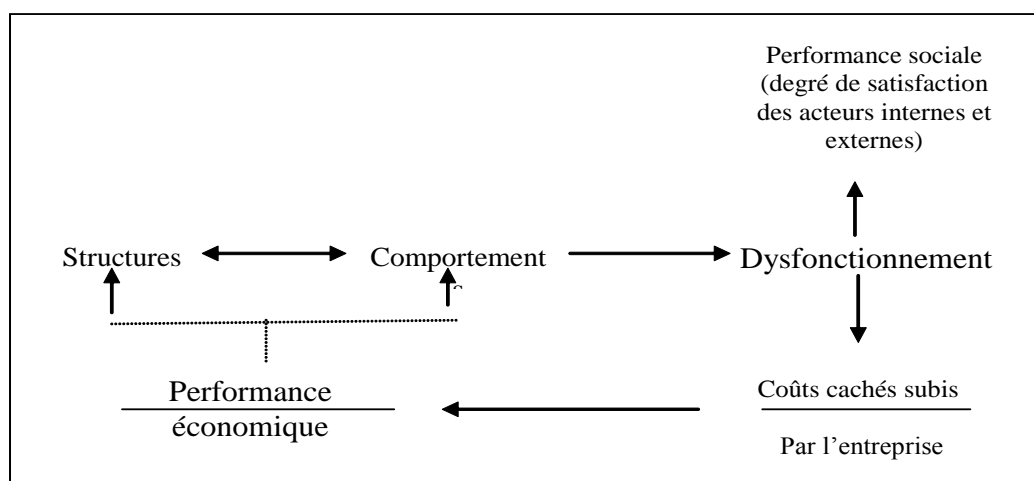 Performance sociale
(degré de satisfaction
des acteurs internes et
externes)
Structures
Comportement
Dysfonctionnement
Performance
économique
Coûts cachés subis
Par l’entreprise